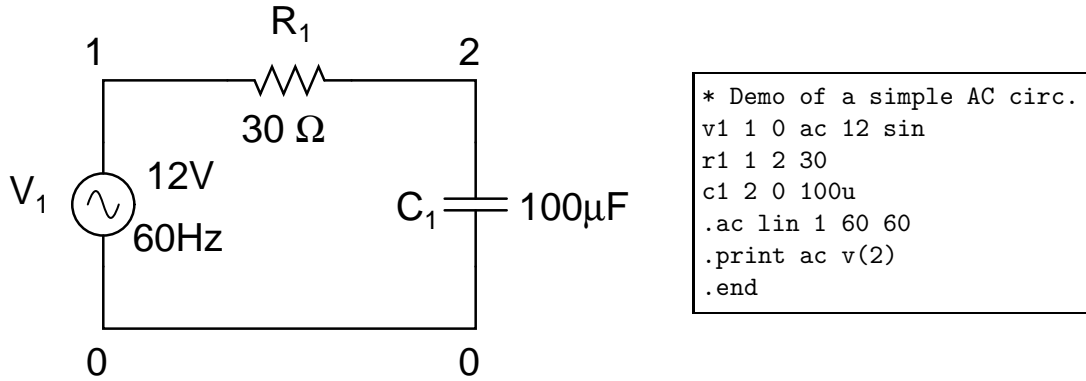 R1
1
2
30 Ω
V1
12V
60Hz
C1
100μF
0
0
* Demo of a simple AC circ.
v1 1 0 ac 12 sin
r1 1 2 30
c1 2 0 100u
.ac lin 1 60 60
.print ac v(2)
.end